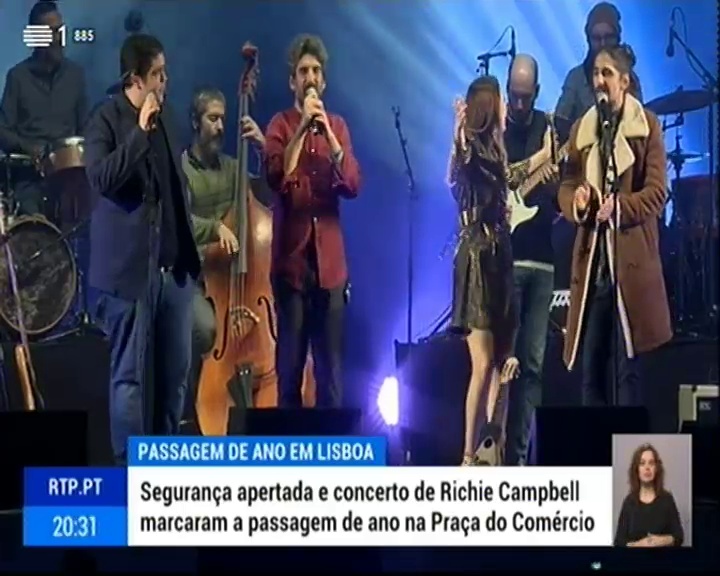 1 885
PASSAGEM DE ANO EM LISBOA
RTP.PT
Segurança apertada e concerto de Richie Campbell
20:31
marcaram a passagem de ano na Praça do Comércio